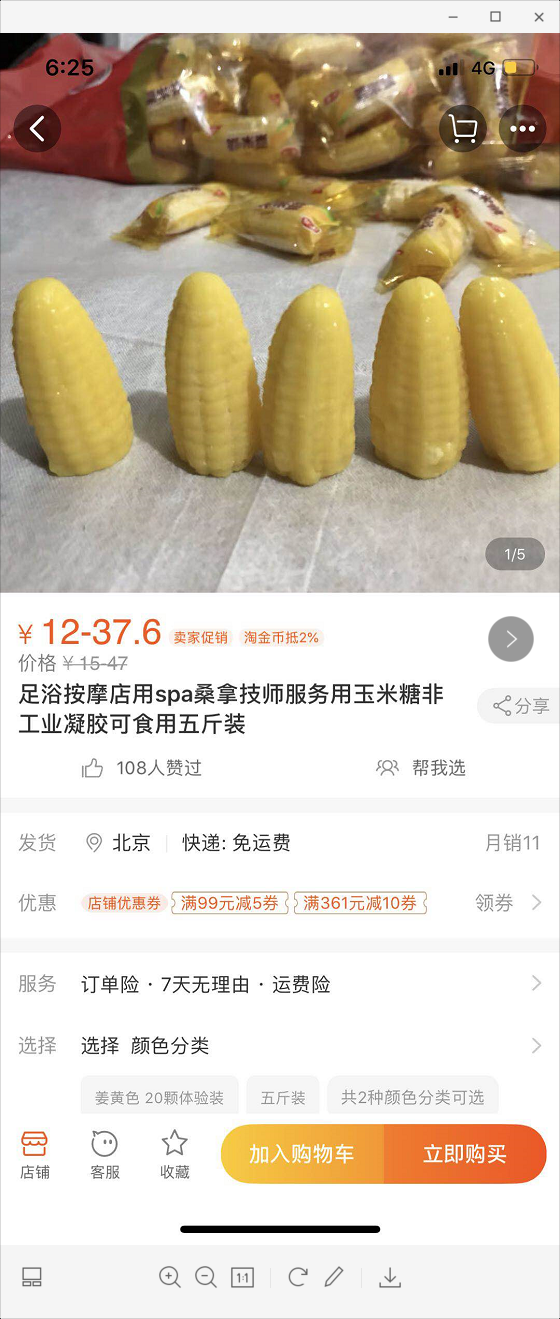 6:25
4G
1/5
¥ 12-37.6 卖家促销 淘金币抵2%
价格 ¥ 15-47
足浴按摩店用spa桑拿技师服务用玉米糖非
工业凝胶可食用五斤装
分享
108人赞过 帮我选
发货 北京 快递: 免运费 月销11
优惠 店铺优惠券 满99元减5券 满361元减10券 领券
服务 订单险 · 7天无理由 · 运费险
选择 选择 颜色分类
姜黄色 20颗体验装 五斤装 共2种颜色分类可选
店铺 客服 收藏 加入购物车 立即购买
1:1